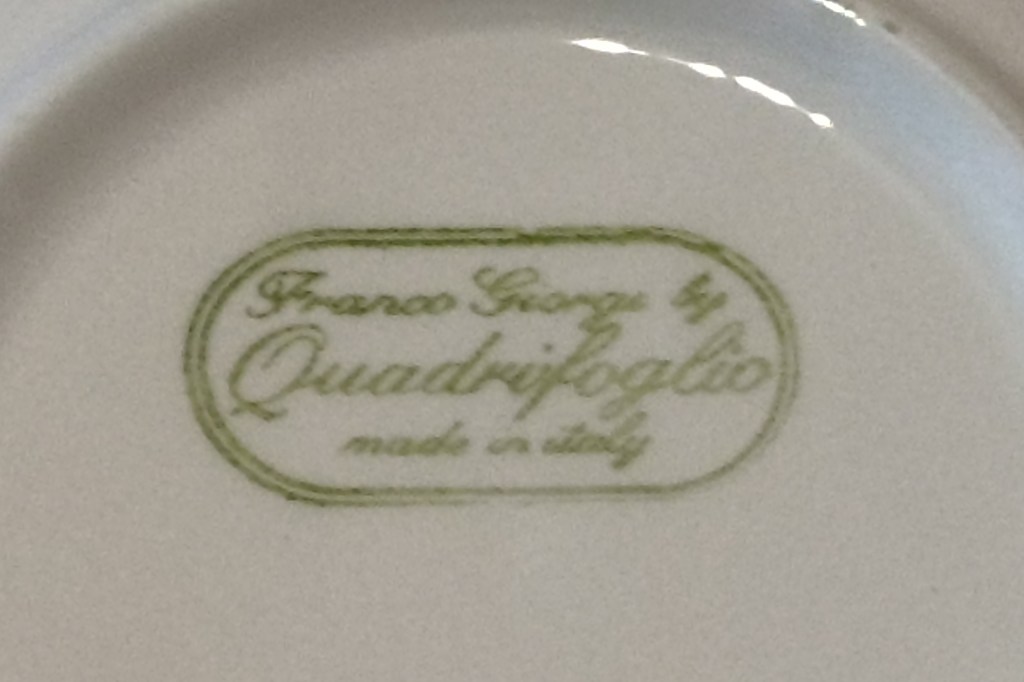 Franco Giorgi by
Quadrifoglio
made in italy